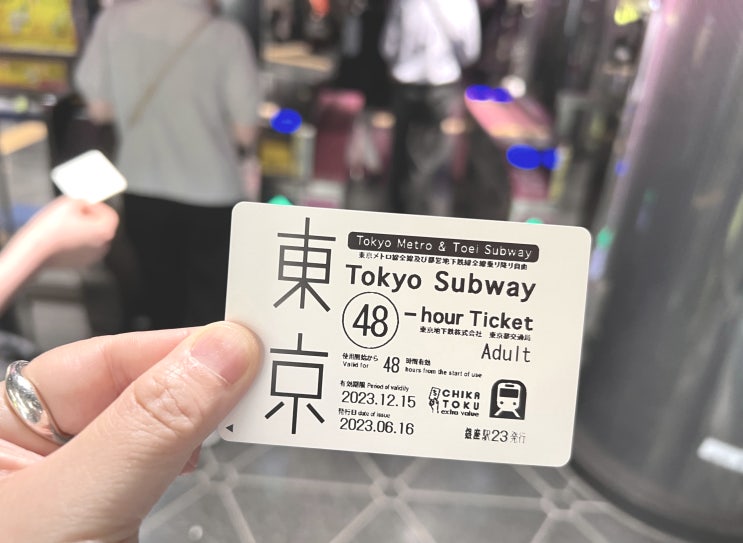 東京
Tokyo Metro & Toei Subway
東京メトロ線全線及び都営地下鉄線全線乗り降り自由
Tokyo Subway
48-hour Ticket
東京地下鉄株式会社 東京都交通局
Adult
使用開始から 48 時間有効
Valid for hours from the start of use
有効期限 Period of validity
2023.12.15
発行日 date of issue
2023.06.16
CHIKA
TOKU
extra value
銀座駅23発行